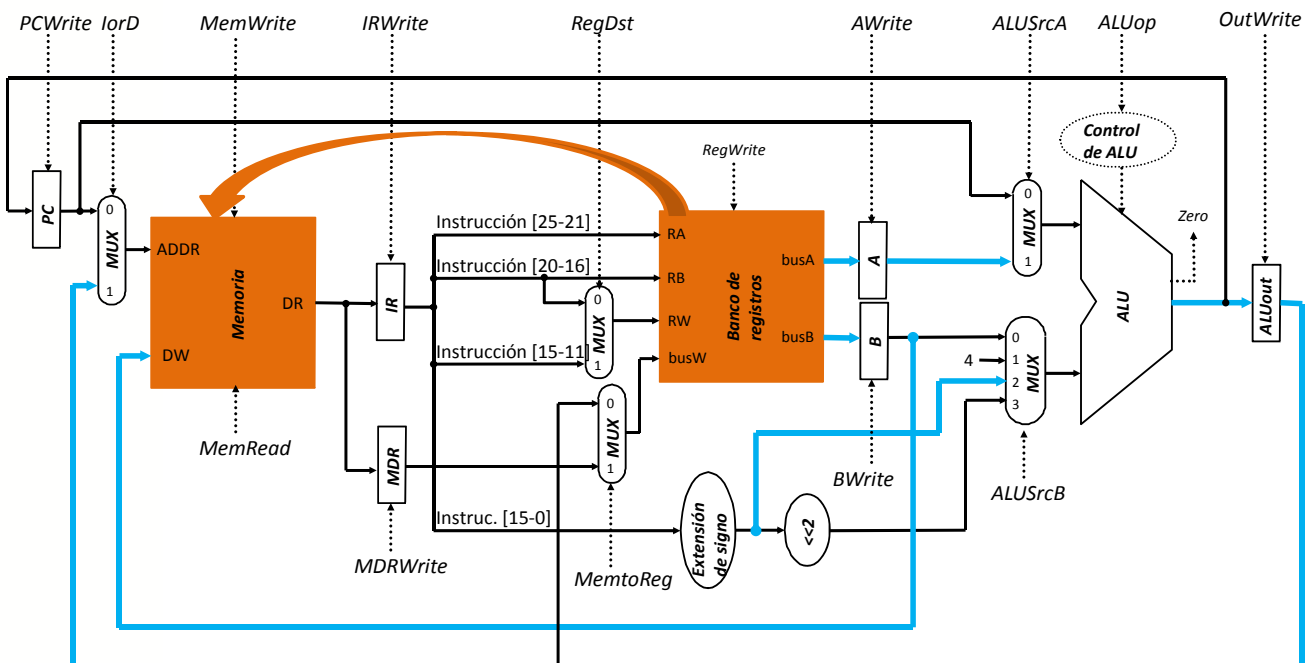 PCWrite IorD MemWrite IRWrite RegDst AWrite ALUSrcA ALUop OutWrite
Control
de ALU
RegWrite
PC
0
MUX
1
ADDR
Memoria
DR
DW
MemRead
IR
Instrucción [25-21]
Instrucción [20-16]
Instrucción [15-11]
Instruc. [15-0]
0
MUX
1
RA
RB
RW
busW
Banco de
registros
busA
busB
A
B
0
MUX
1
0
4
1
2
3
MUX
ALU
Zero
ALUout
0
MUX
1
MDR
MDRWrite
MemtoReg
BWrite
ALUSrcB
Extensión
de signo
<<2